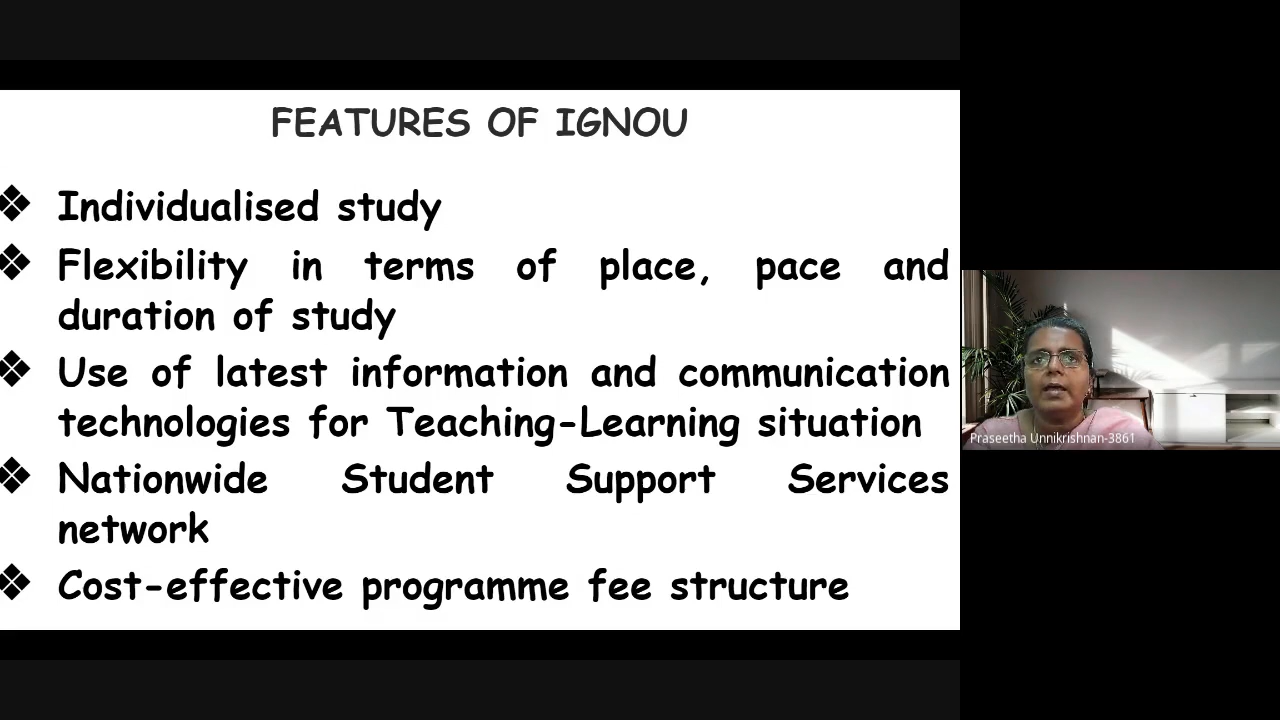 FEATURES OF IGNOU
❖ Individualised study
❖ Flexibility in terms of place, pace and
duration of study
❖ Use of latest information and communication
technologies for Teaching-Learning situation
❖ Nationwide Student Support Services
network
❖ Cost-effective programme fee structure
Praseetha Unnikrishnan-3861